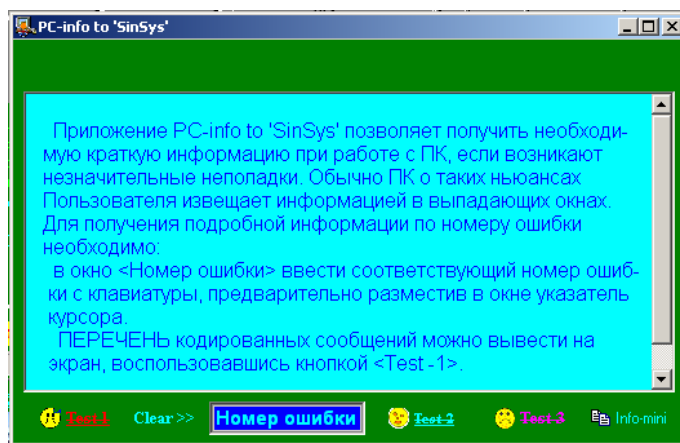 PC-info to 'SinSys'
Приложение PC-info to 'SinSys' позволяет получить необходи-
мую краткую информацию при работе с ПК, если возникают
незначительные неполадки. Обычно ПК о таких ньюансах
Пользователя извещает информацией в выпадающих окнах.
Для получения подробной информации по номеру ошибки
необходимо:
в окно <Номер ошибки> ввести соответствующий номер ошиб-
ки с клавиатуры, предварительно разместив в окне указатель
курсора.
ПЕРЕЧЕНЬ кодированных сообщений можно вывести на
экран, воспользовавшись кнопкой <Test -1>.
Test 1 Clear >> Номер ошибки Test 2 Test 3 Info-mini